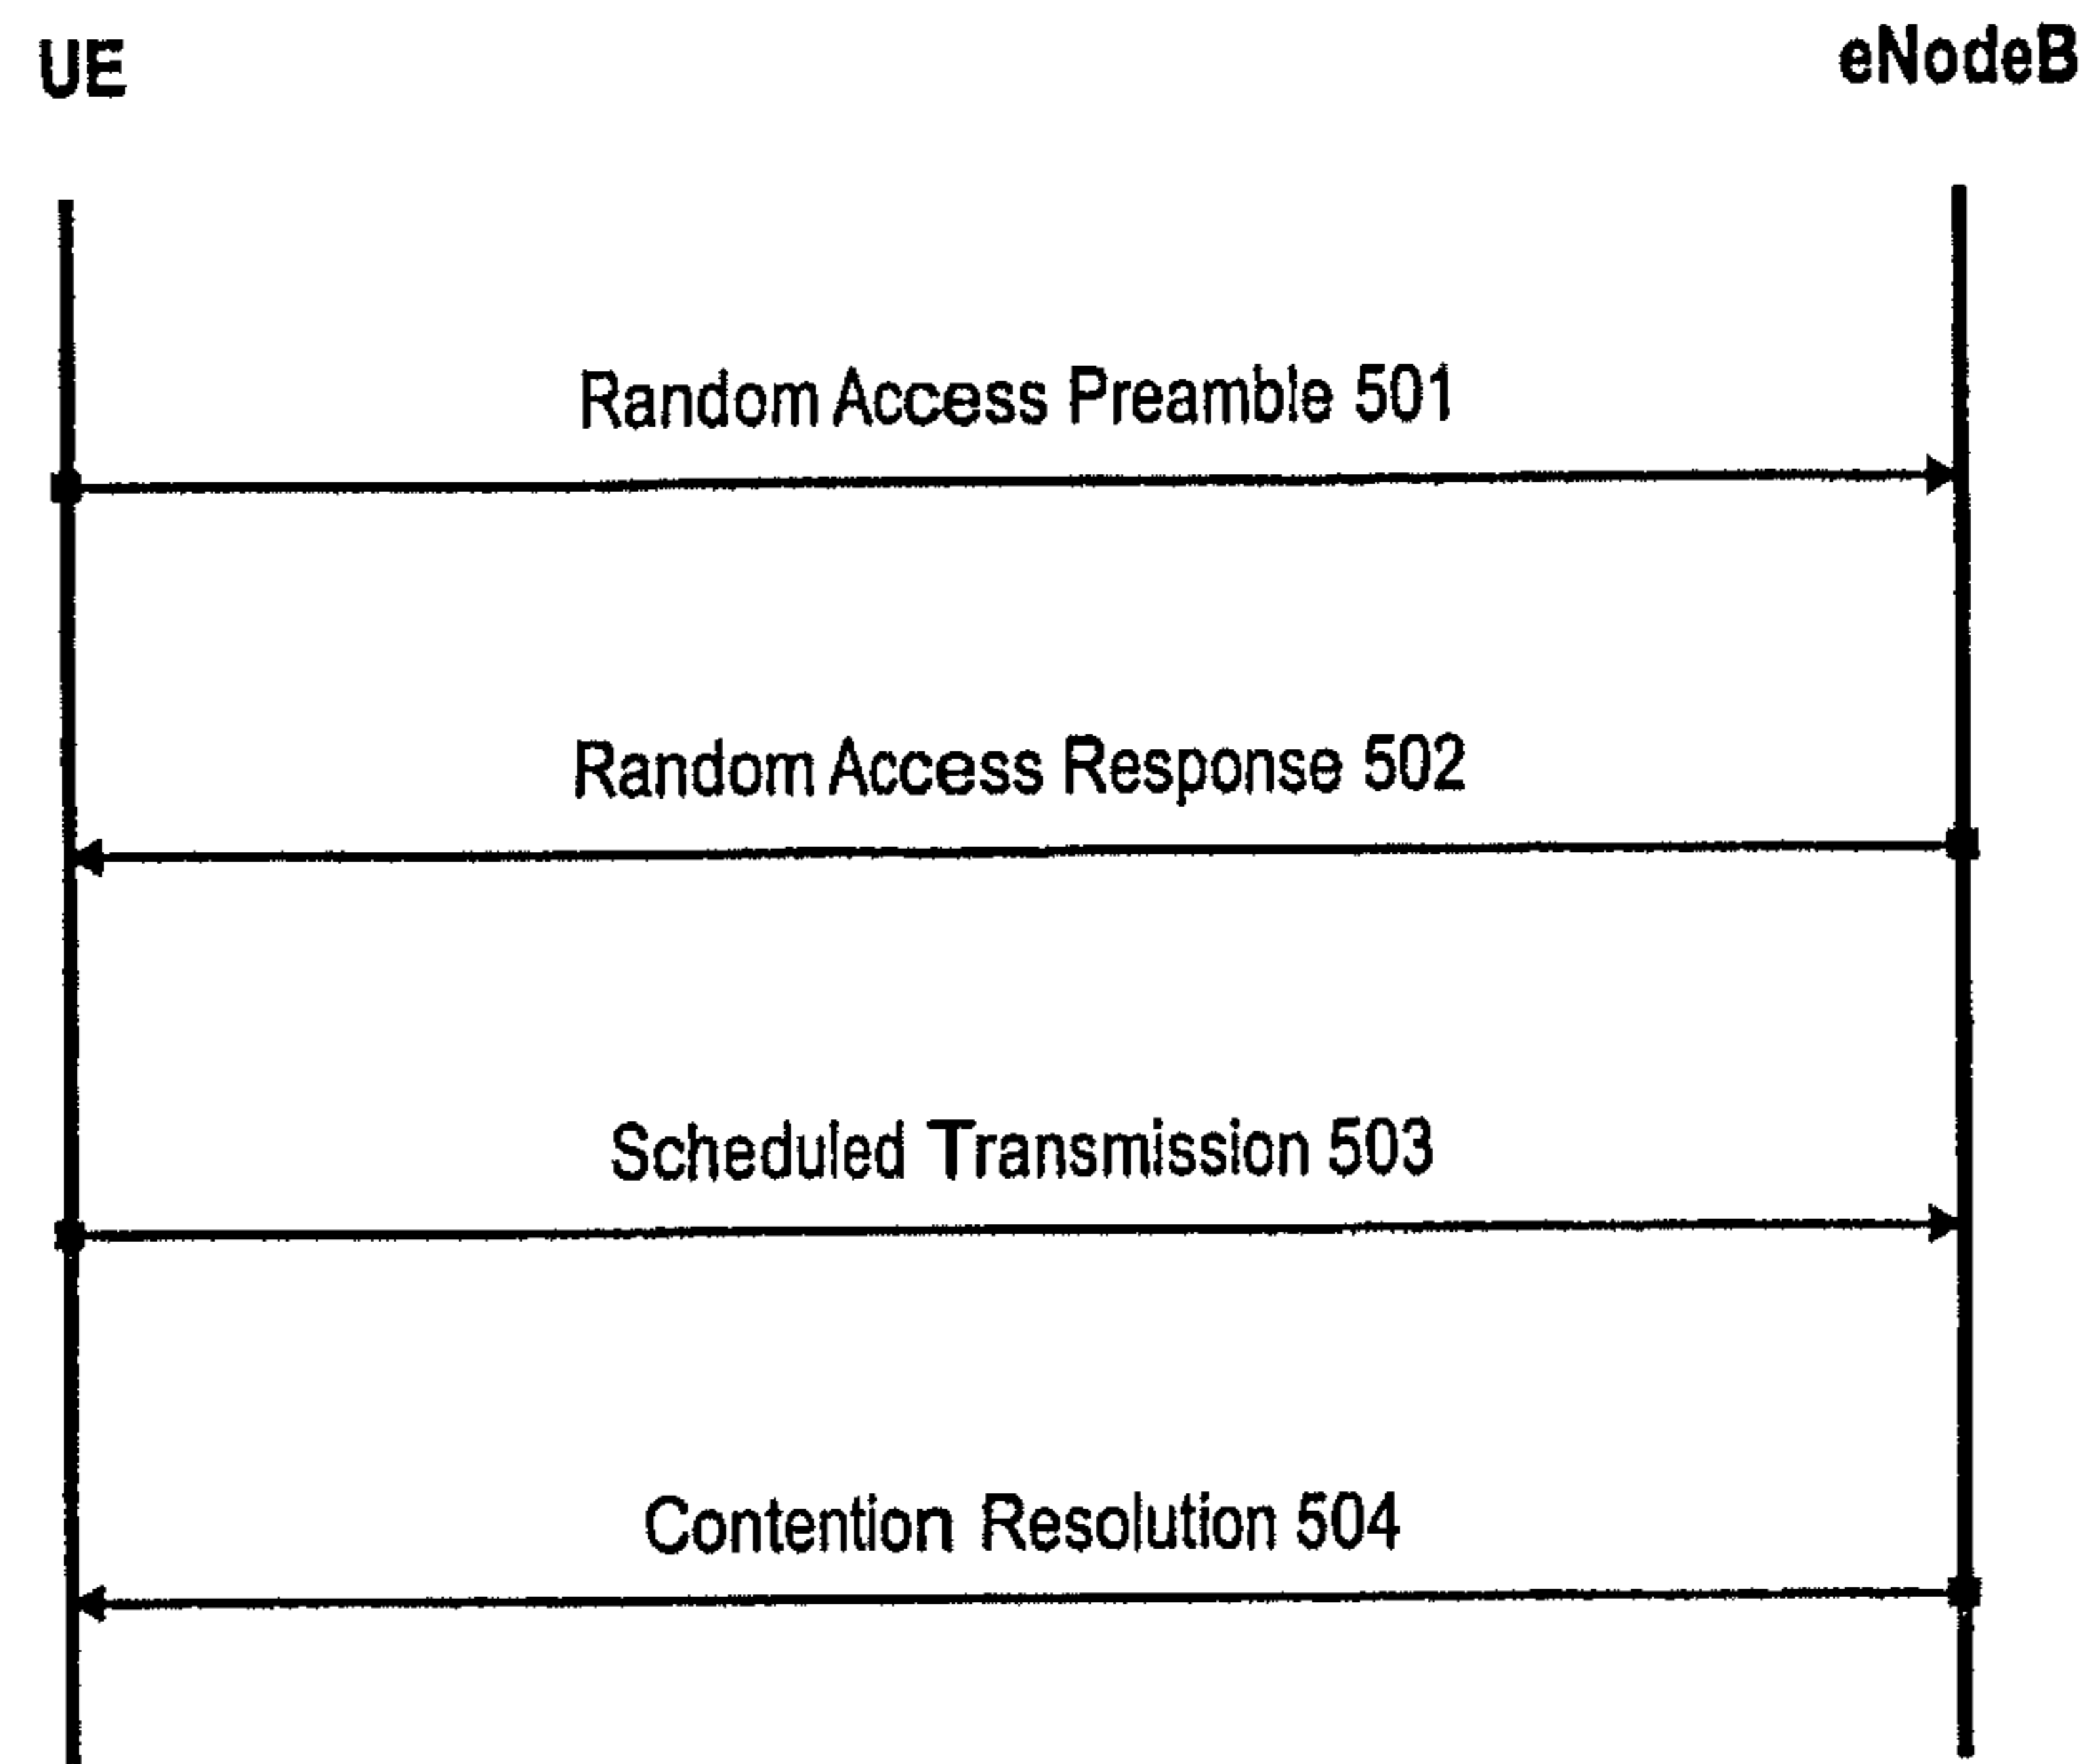 UE
eNodeB
Random Access Preamble 501
Random Access Response 502
Scheduled Transmission 503
Contention Resolution 504